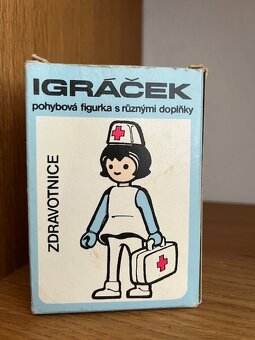 IGRÁČEK
pohybová figurka s různými doplňky
ZDRAVOTNICE